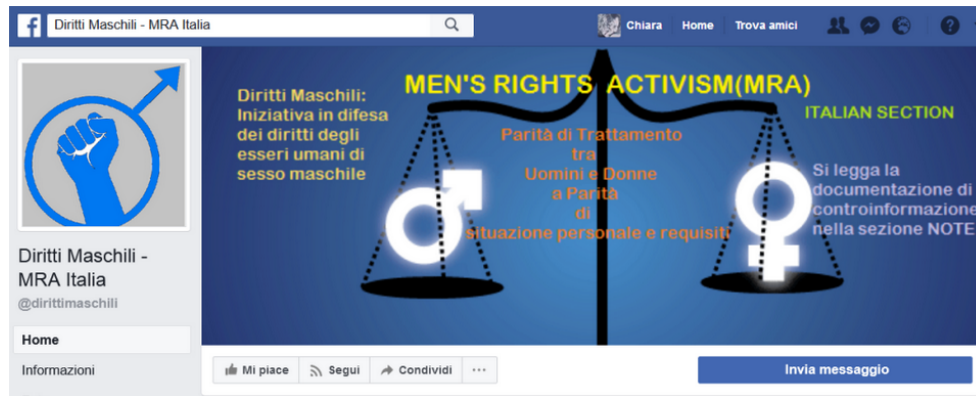 Diritti Maschili - MRA Italia
Chiara
Home
Trova amici
MEN'S RIGHTS ACTIVISM(MRA)
Diritti Maschili:
Iniziativa in difesa
dei diritti degli
esseri umani di
sesso maschile
ITALIAN SECTION
Parità di Trattamento
tra
Uomini e Donne
a Parità
di
situazione personale e requisiti
Si legga la
documentazione di
controinformazione
nella sezione NOTE
Diritti Maschili -
MRA Italia
@dirittimaschili
Home
Informazioni
Mi piace
Segui
Condividi
Invia messaggio